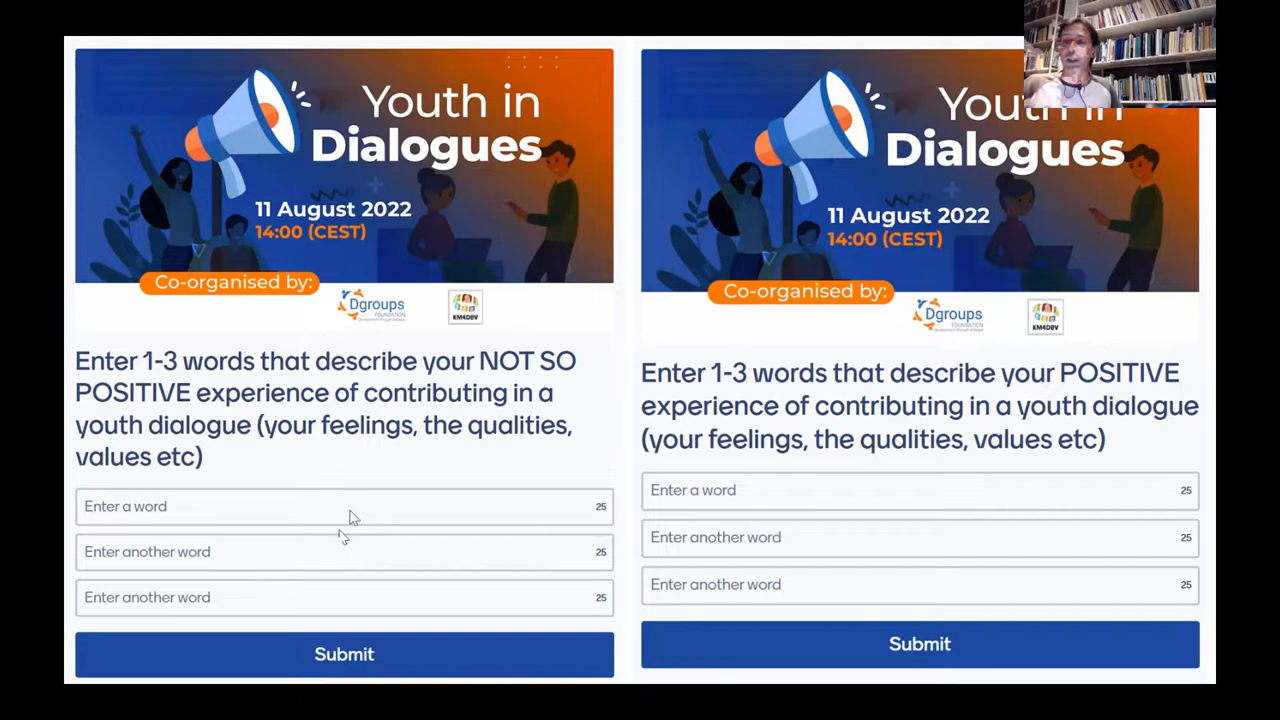 Youth in
Dialogues
11 August 2022
14:00 (CEST)
Co-organised by:
Dgroups
FOUNDATION
KM4DEV
Enter 1-3 words that describe your NOT SO
POSITIVE experience of contributing in a
youth dialogue (your feelings, the qualities,
values etc)
Enter a word 25
Enter another word 25
Enter another word 25
Submit
Youth in
Dialogues
11 August 2022
14:00 (CEST)
Co-organised by:
Dgroups
FOUNDATION
KM4DEV
Enter 1-3 words that describe your POSITIVE
experience of contributing in a youth dialogue
(your feelings, the qualities, values etc)
Enter a word 25
Enter another word 25
Enter another word 25
Submit